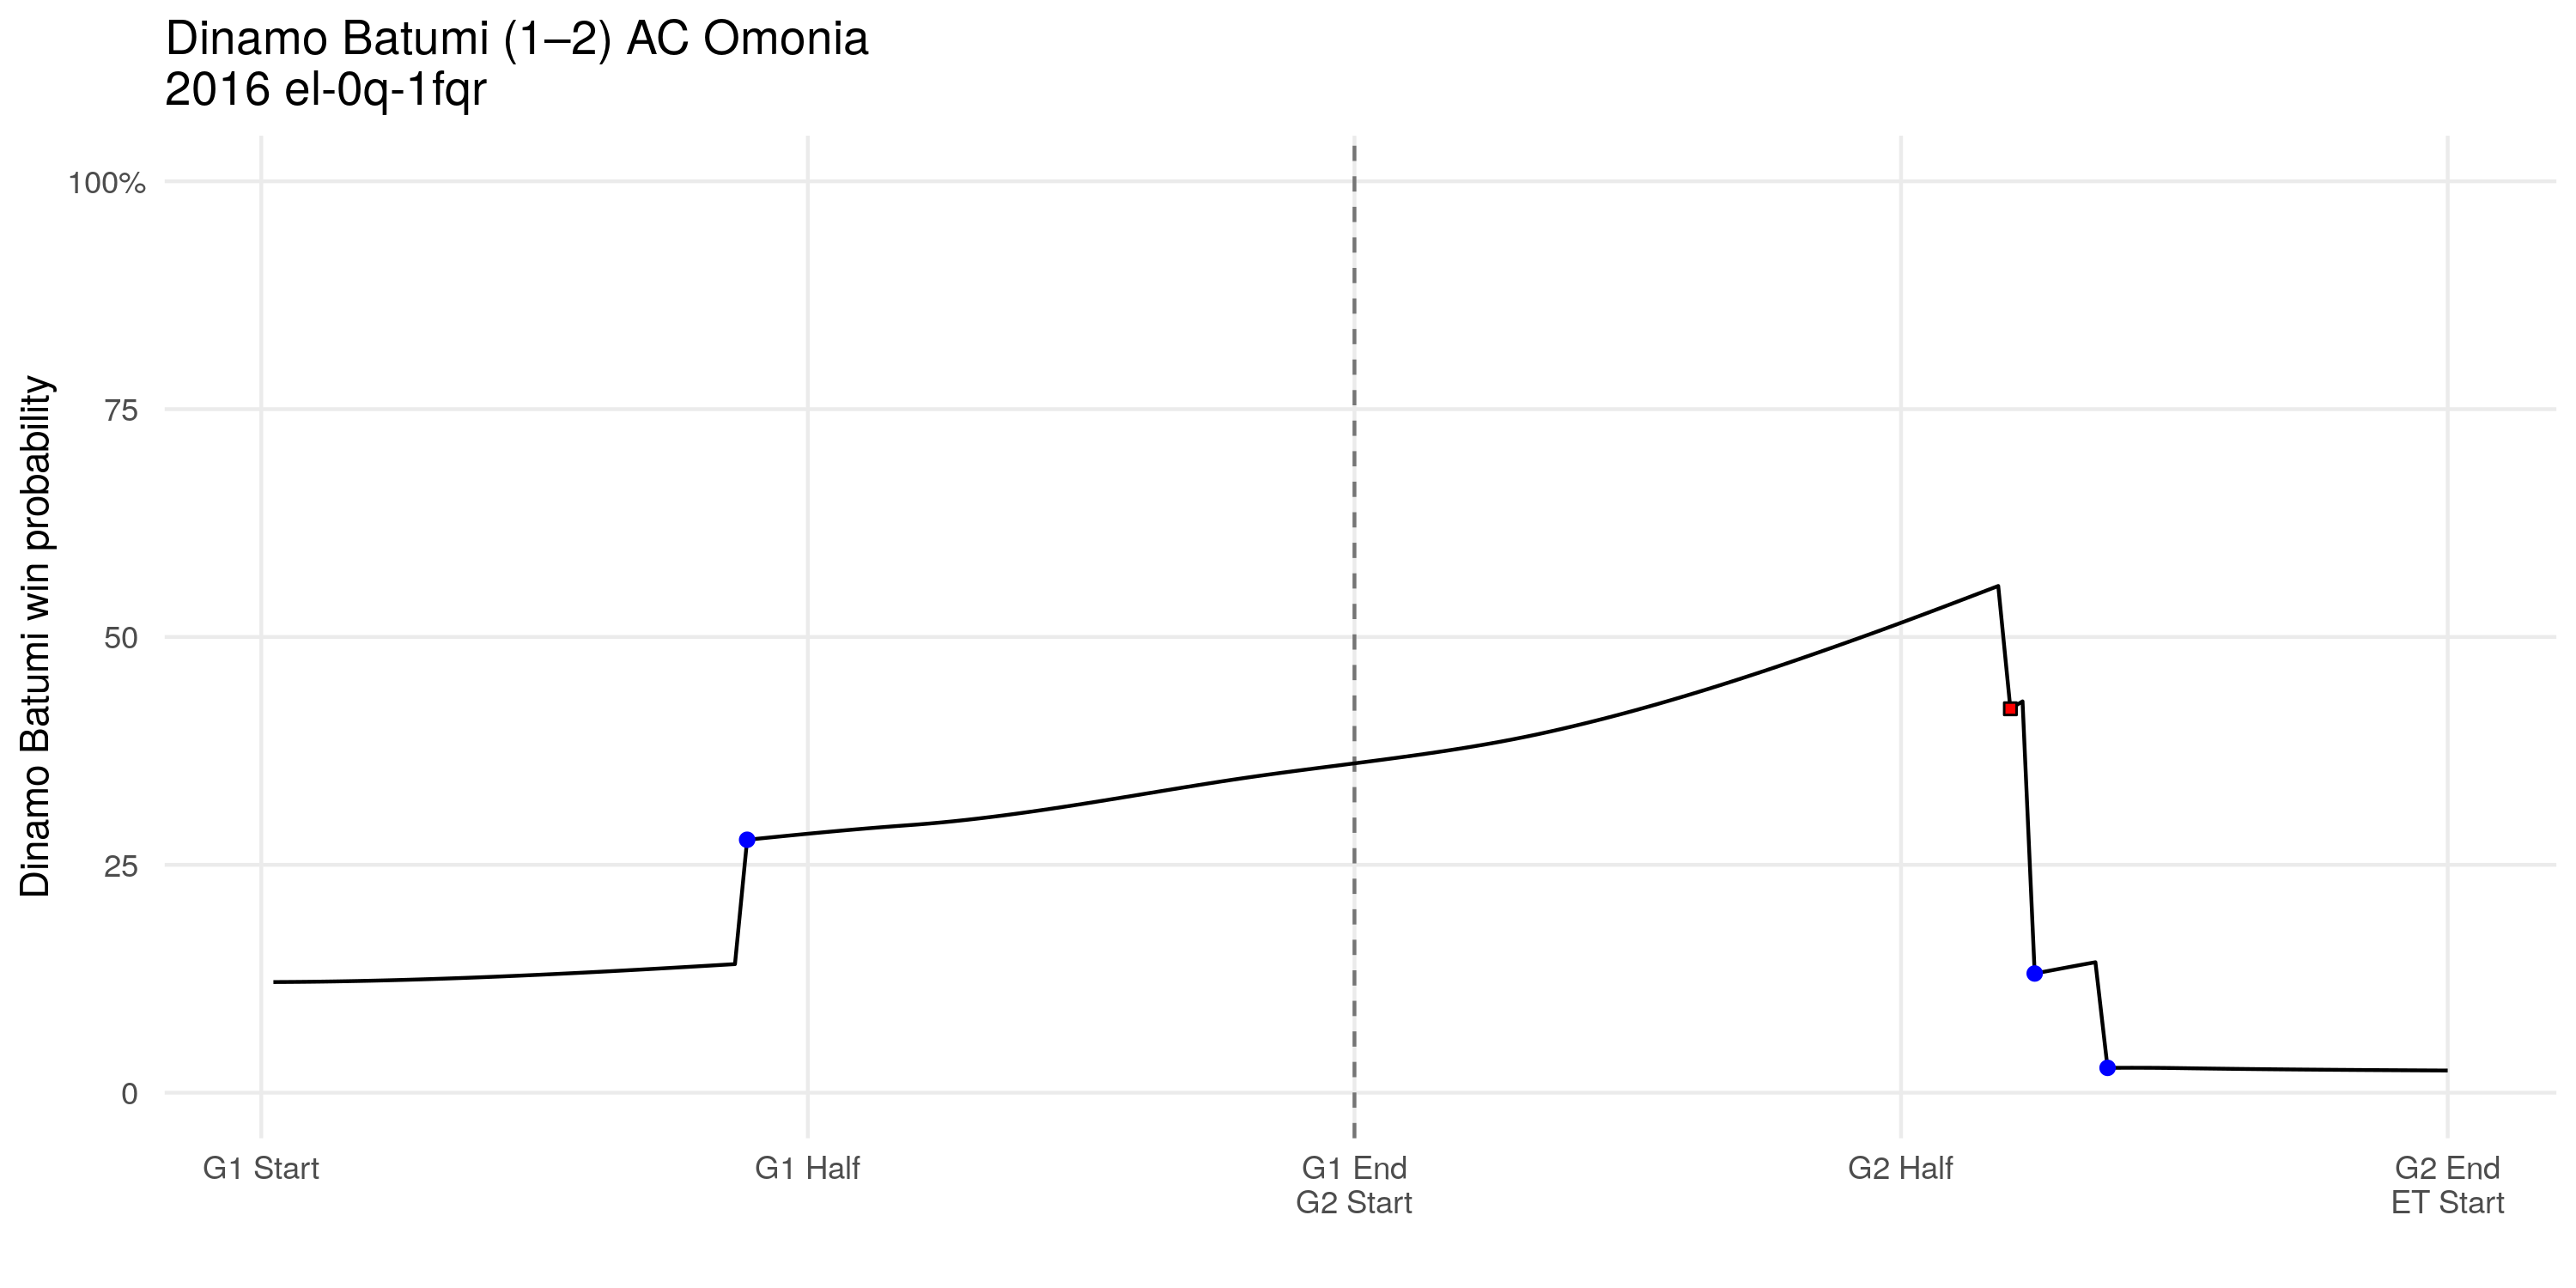 Dinamo Batumi (1–2) AC Omonia
2016 el-0q-1fqr
Dinamo Batumi win probability
100%
75
50
25
0
G1 Start
G1 Half
G1 End
G2 Start
G2 Half
G2 End
ET Start